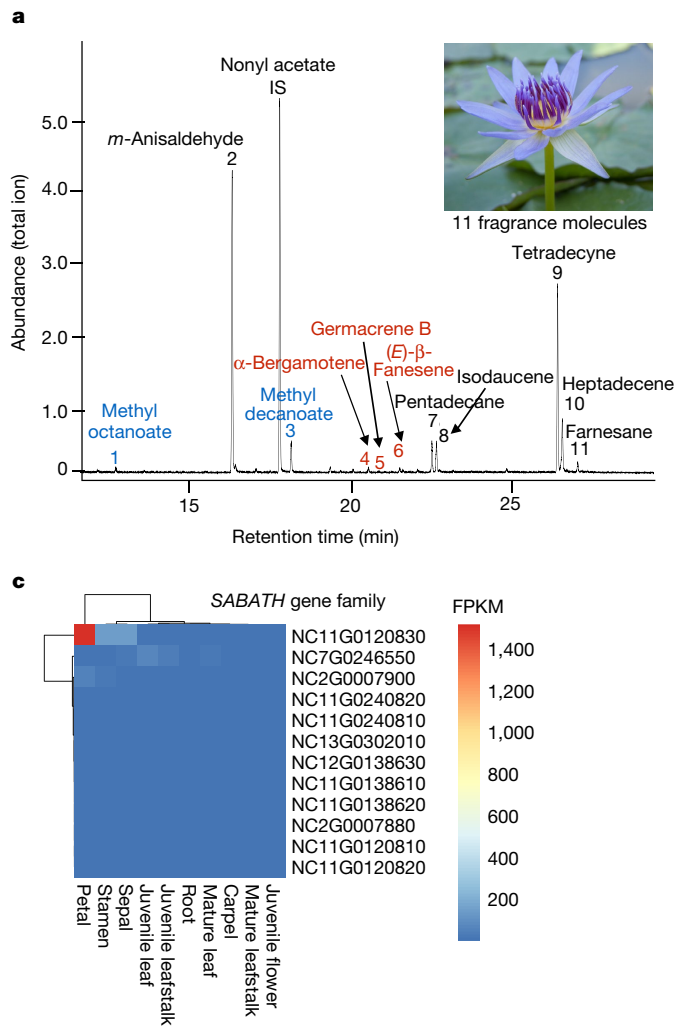 a
Nonyl acetate
IS
m-Anisaldehyde
2
11 fragrance molecules
Tetradecyne
9
Germacrene B
(E)-β-
Fanesene
α-Bergamotene
Isodaucene
Methyl
decanoate
3
Pentadecane
7
8
Heptadecene
10
Farnesane
11
Methyl
octanoate
1
4
5
6
Abundance (total ion)
5.0
4.0
3.0
2.0
1.0
0
15
20
25
Retention time (min)
c
SABATH gene family
FPKM
NC11G0120830
NC7G0246550
NC2G0007900
NC11G0240820
NC11G0240810
NC13G0302010
NC12G0138630
NC11G0138610
NC11G0138620
NC2G0007880
NC11G0120810
NC11G0120820
1,400
1,200
1,000
800
600
400
200
Petal
Stamen
Sepal
Juvenile leaf
Juvenile leafstalk
Root
Mature leaf
Carpel
Mature leafstalk
Juvenile flower